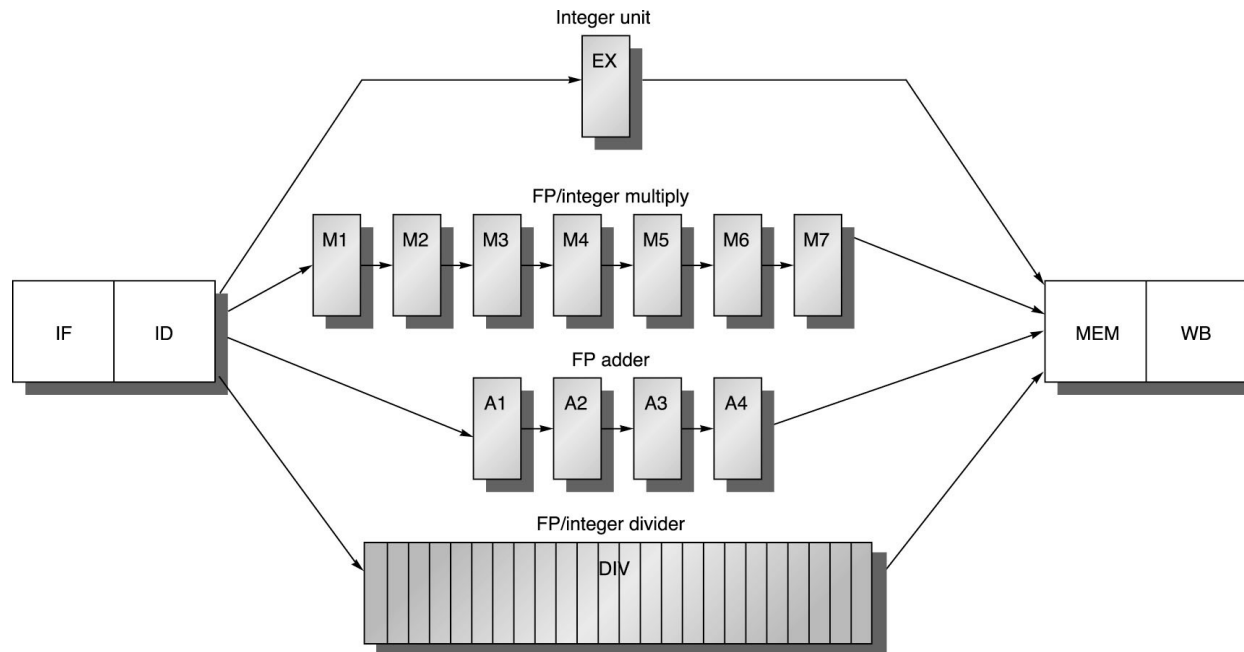 Integer unit
EX
FP/integer multiply
M1 M2 M3 M4 M5 M6 M7
IF ID
MEM WB
FP adder
A1 A2 A3 A4
FP/integer divider
DIV